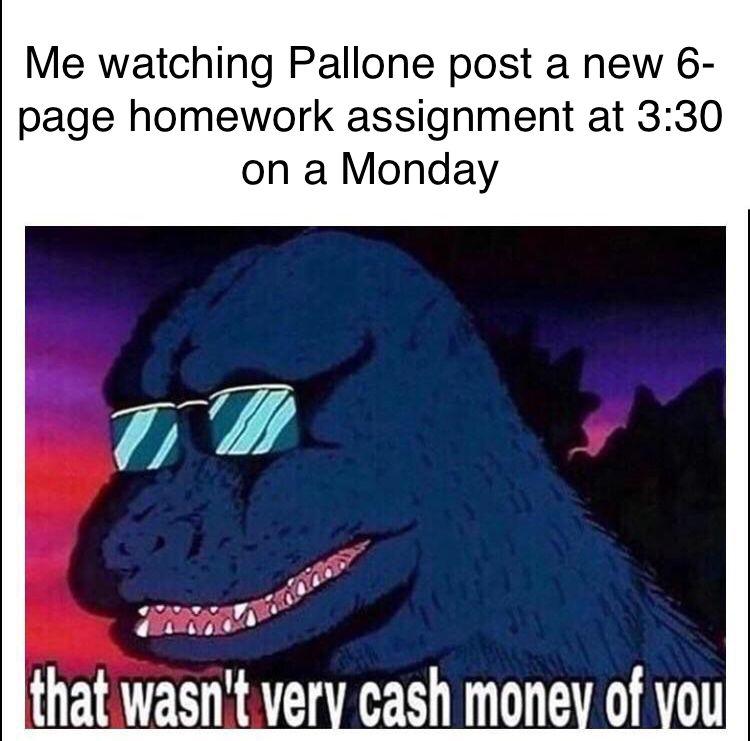 Me watching Pallone post a new 6-
page homework assignment at 3:30
on a Monday
that wasn't very cash money of you